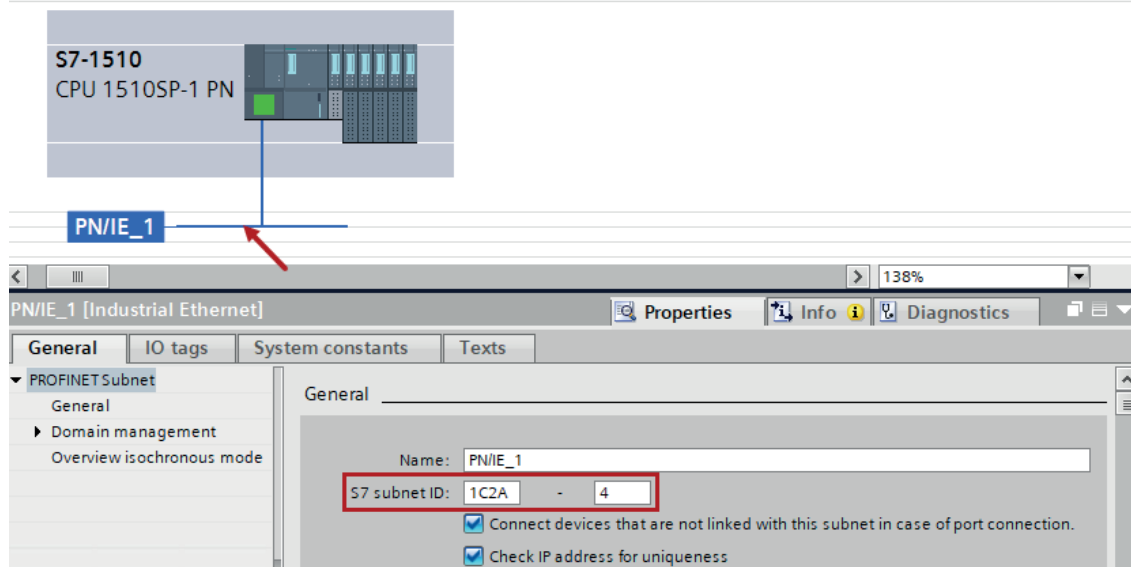 S7-1510
CPU 1510SP-1 PN
PN/IE_1
138%
PN/IE_1 [Industrial Ethernet]
Properties
Info
Diagnostics
General
IO tags
System constants
Texts
PROFINET Subnet
General
Domain management
Overview isochronous mode
General
Name: PN/IE_1
S7 subnet ID: 1C2A - 4
Connect devices that are not linked with this subnet in case of port connection.
Check IP address for uniqueness